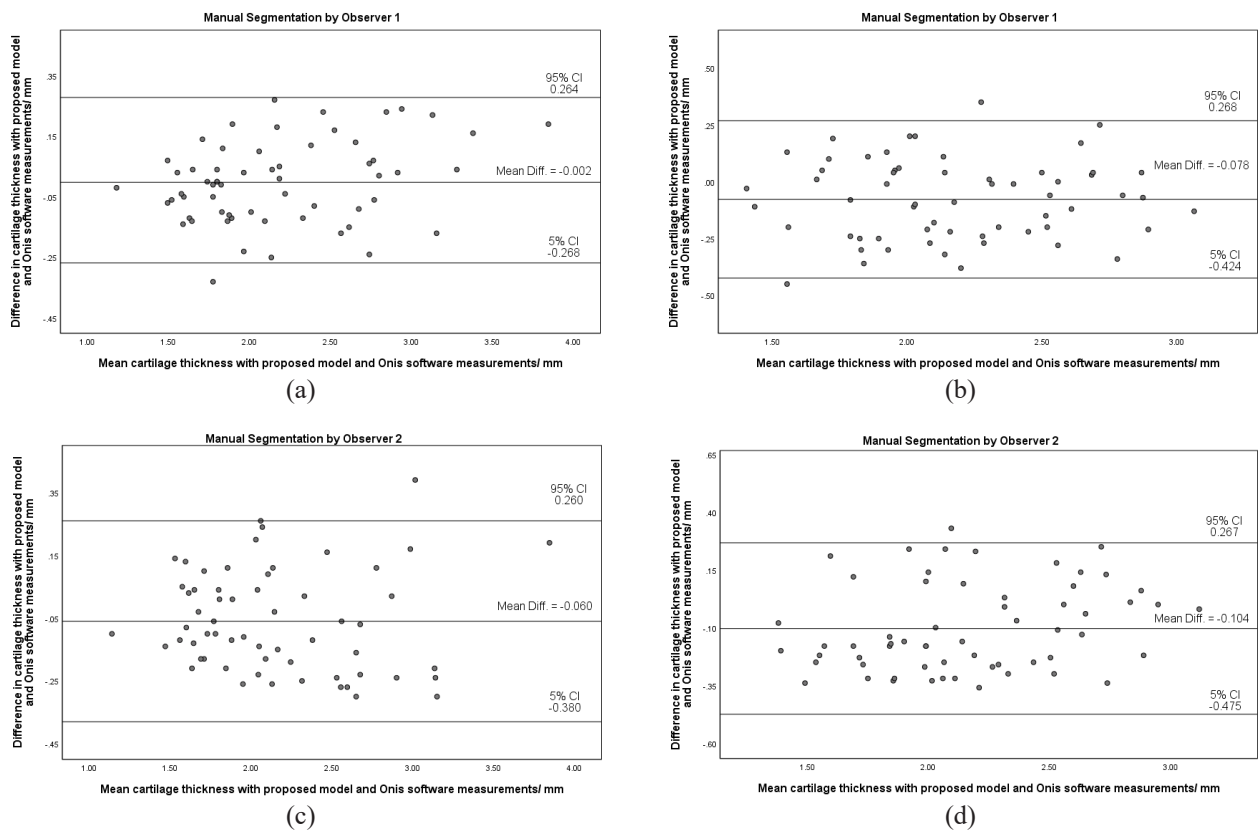 Manual Segmentation by Observer 1
Difference in cartilage thickness with proposed model
and Onis software measurements/ mm
.35
.15
-.05
-.25
-.45
95% CI
0.264
Mean Diff. = -0.002
5% CI
-0.268
1.00
1.50
2.00
2.50
3.00
3.50
4.00
Mean cartilage thickness with proposed model and Onis software measurements/ mm
(a)
Manual Segmentation by Observer 1
Difference in cartilage thickness with proposed model
and Onis software measurements/ mm
.50
.25
.00
-.25
-.50
95% CI
0.268
Mean Diff. = -0.078
5% CI
-0.424
1.50
2.00
2.50
3.00
Mean cartilage thickness with proposed model and Onis software measurements/ mm
(b)
Manual Segmentation by Observer 2
Difference in cartilage thickness with proposed model
and Onis software measurements/ mm
.35
.15
-.05
-.25
-.45
95% CI
0.260
Mean Diff. = -0.060
5% CI
-0.380
1.00
1.50
2.00
2.50
3.00
3.50
4.00
Mean cartilage thickness with proposed model and Onis software measurements/ mm
(c)
Manual Segmentation by Observer 2
Difference in cartilage thickness with proposed model
and Onis software measurements/ mm
.65
.40
.15
-.10
-.35
-.60
95% CI
0.267
Mean Diff. = -0.104
5% CI
-0.475
1.50
2.00
2.50
3.00
Mean cartilage thickness with proposed model and Onis software measurements/ mm
(d)